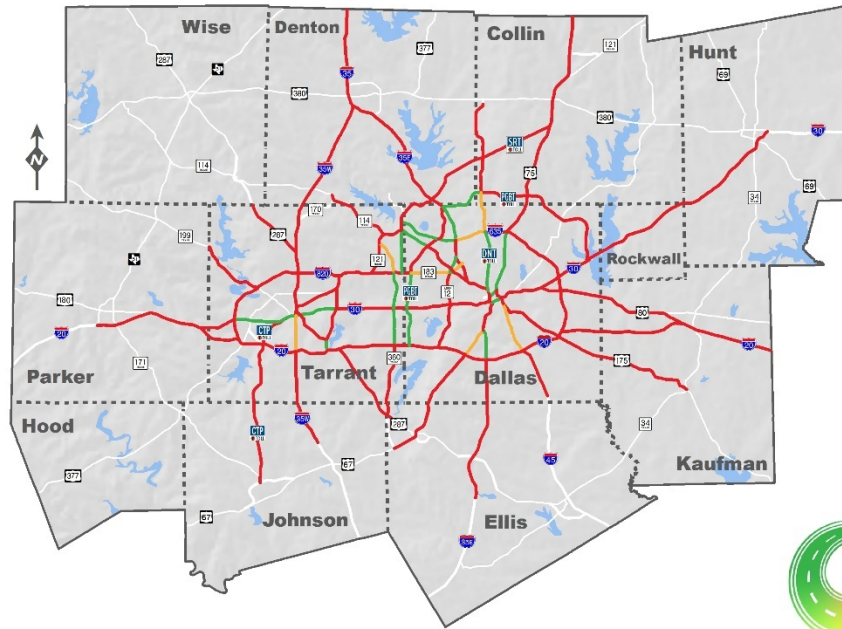 Wise
Denton
Collin
Hunt
377
121
69
287
35
380
380
30
SRT
114
35W
35E
75
34
69
PGBT
170
114
199
287
635
121
DNT
Rockwall
30
820
183
PGBT
12
180
30
80
20
CTP
20
20
20
175
171
360
Parker
Tarrant
Dallas
Hood
CTP
35W
287
34
67
45
377
Kaufman
67
Johnson
Ellis
35E
N